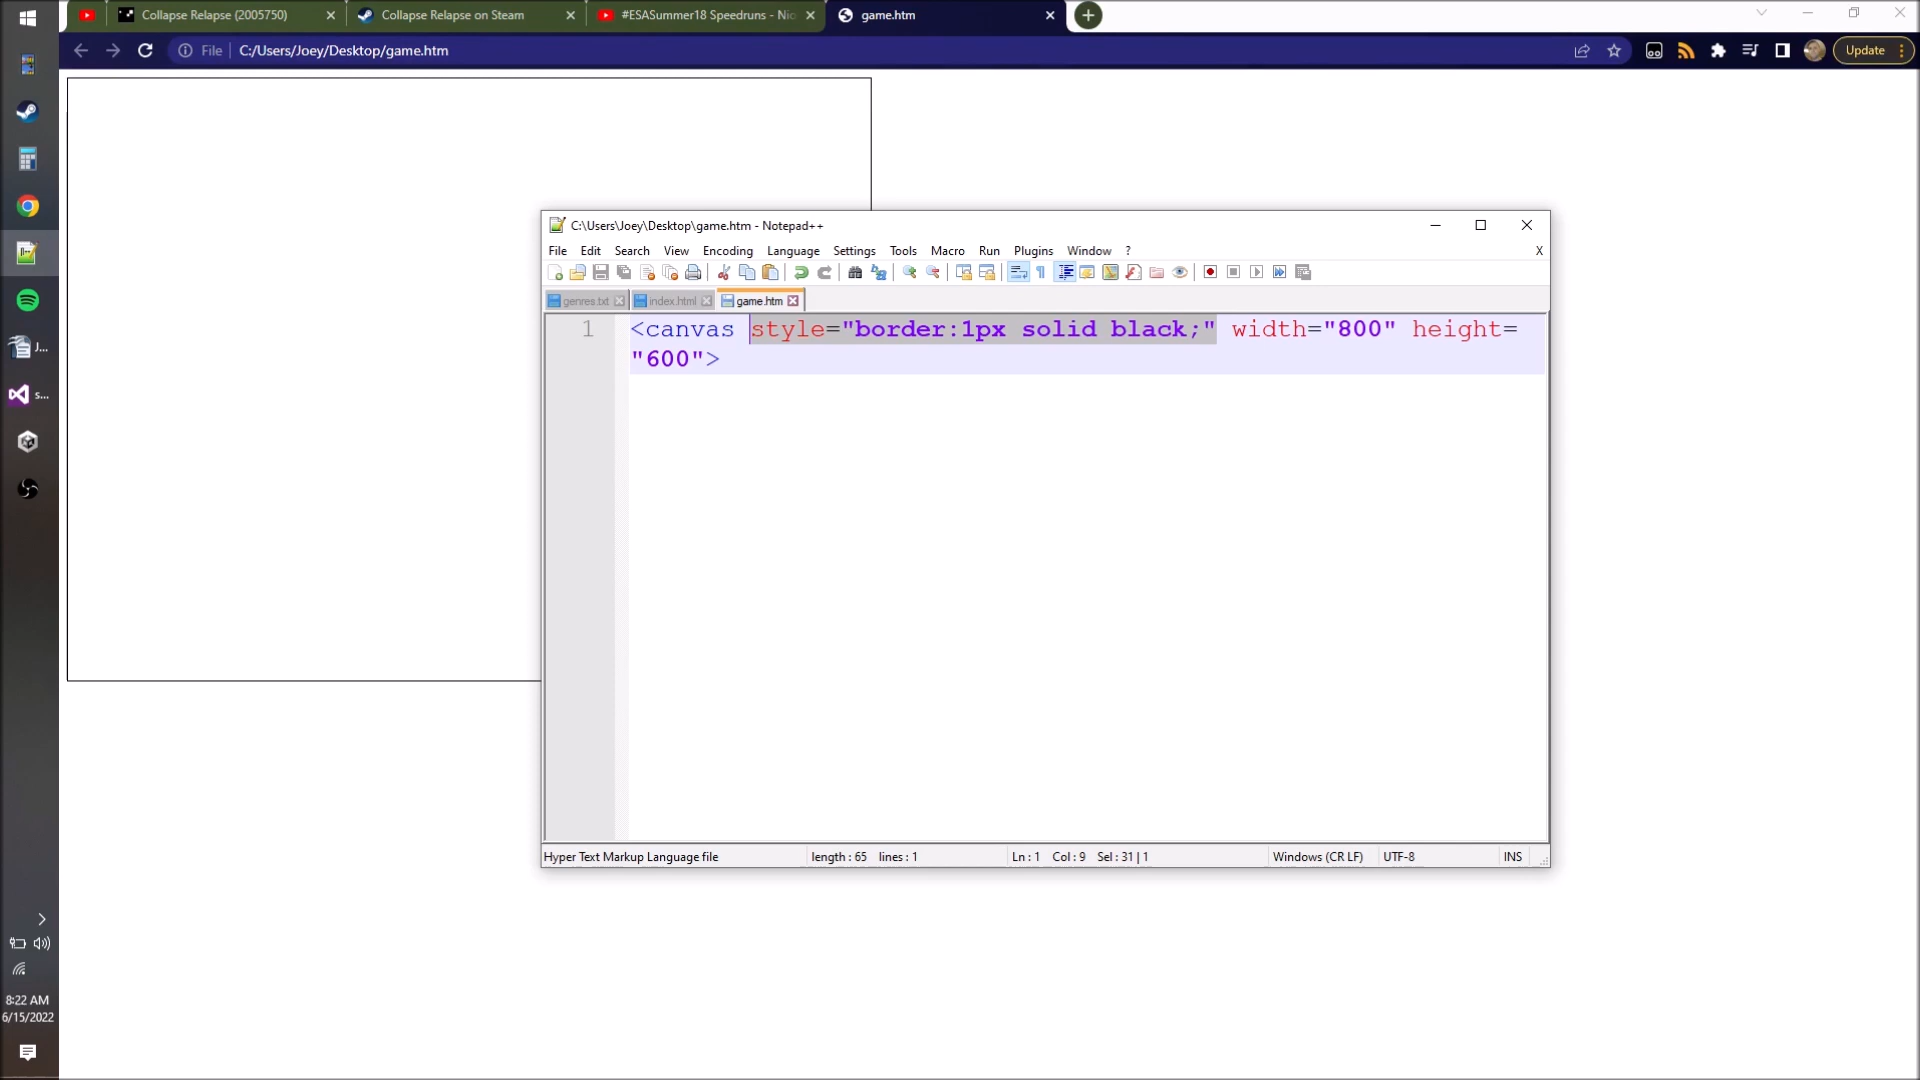 Collapse Relapse (2005750)
Collapse Relapse on Steam
#ESASummer18 Speedruns - Nic
game.htm
File
C:/Users/Joey/Desktop/game.htm
Update
C:\Users\Joey\Desktop\game.htm - Notepad++
File Edit Search View Encoding Language Settings Tools Macro Run Plugins Window ? X
genres.txt
index.html
game.htm
1 <canvas style="border:1px solid black;" width="800" height=
"600">
J...
s...
Hyper Text Markup Language file length : 65 lines : 1 Ln : 1 Col : 9 Sel : 31 | 1 Windows (CR LF) UTF-8 INS
8:22 AM
6/15/2022